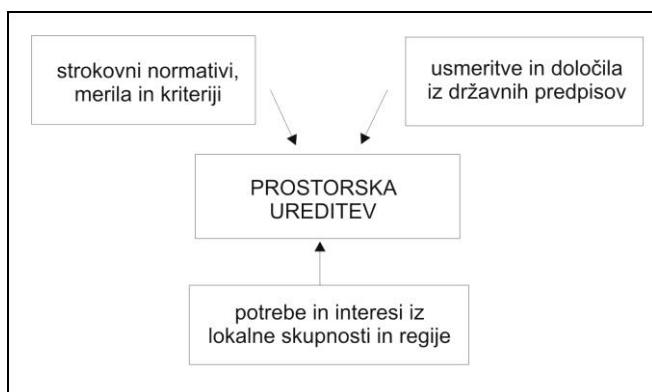 strokovni normativi,
merila in kriteriji
usmeritve in določila
iz državnih predpisov
PROSTORSKA
UREDITEV
potrebe in interesi iz
lokalne skupnosti in regije